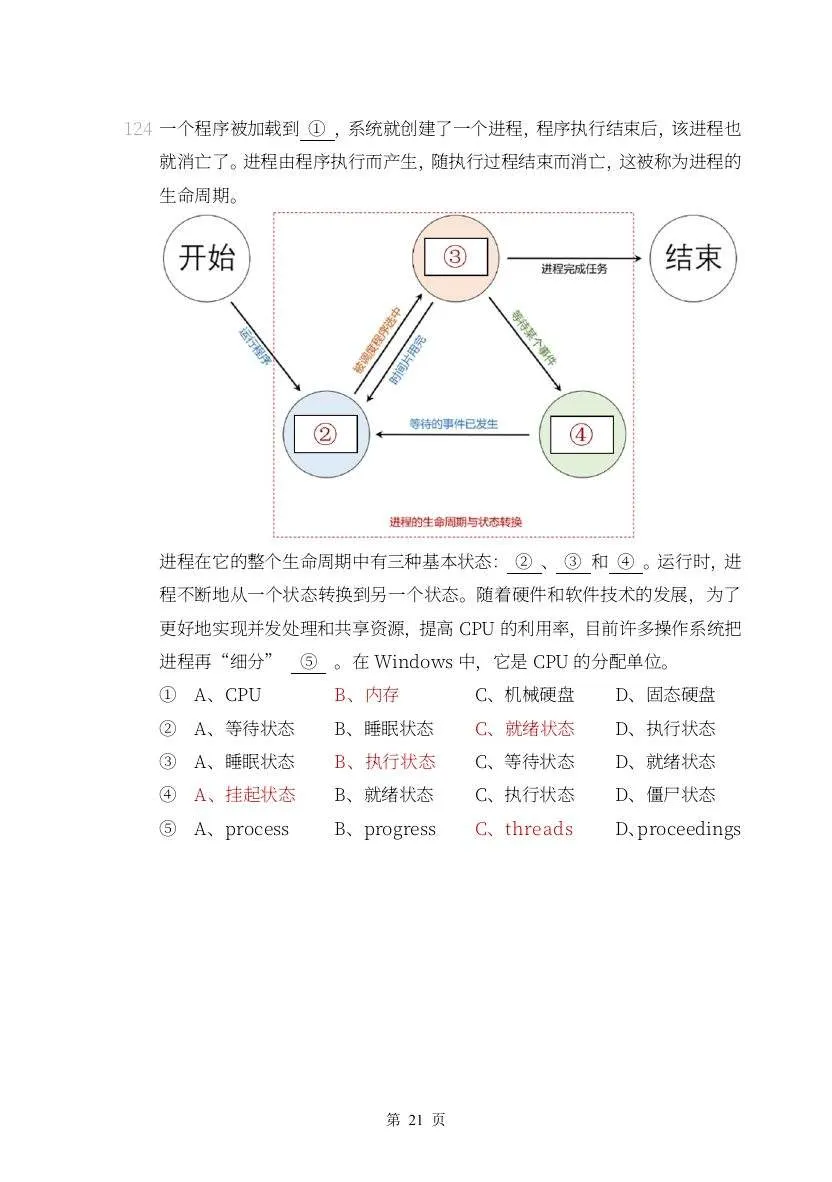 124 一个程序被加载到 ① ，系统就创建了一个进程，程序执行结束后，该进程也
就消亡了。进程由程序执行而产生，随执行过程结束而消亡，这被称为进程的
生命周期。
开始
③
进程完成任务
结束
运行程序
被调度程序选中
时间片用完
等待某个事件
②
等待的事件已发生
④
进程的生命周期与状态转换
进程在它的整个生命周期中有三种基本状态： ② 、 ③ 和 ④ 。运行时，进
程不断地从一个状态转换到另一个状态。随着硬件和软件技术的发展，为了
更好地实现并发处理和共享资源，提高 CPU 的利用率，目前许多操作系统把
进程再“细分” ⑤ 。在 Windows 中，它是 CPU 的分配单位。
① A、CPU B、内存 C、机械硬盘 D、固态硬盘
② A、等待状态 B、睡眠状态 C、就绪状态 D、执行状态
③ A、睡眠状态 B、执行状态 C、等待状态 D、就绪状态
④ A、挂起状态 B、就绪状态 C、执行状态 D、僵尸状态
⑤ A、process B、progress C、threads D、proceedings
第 21 页